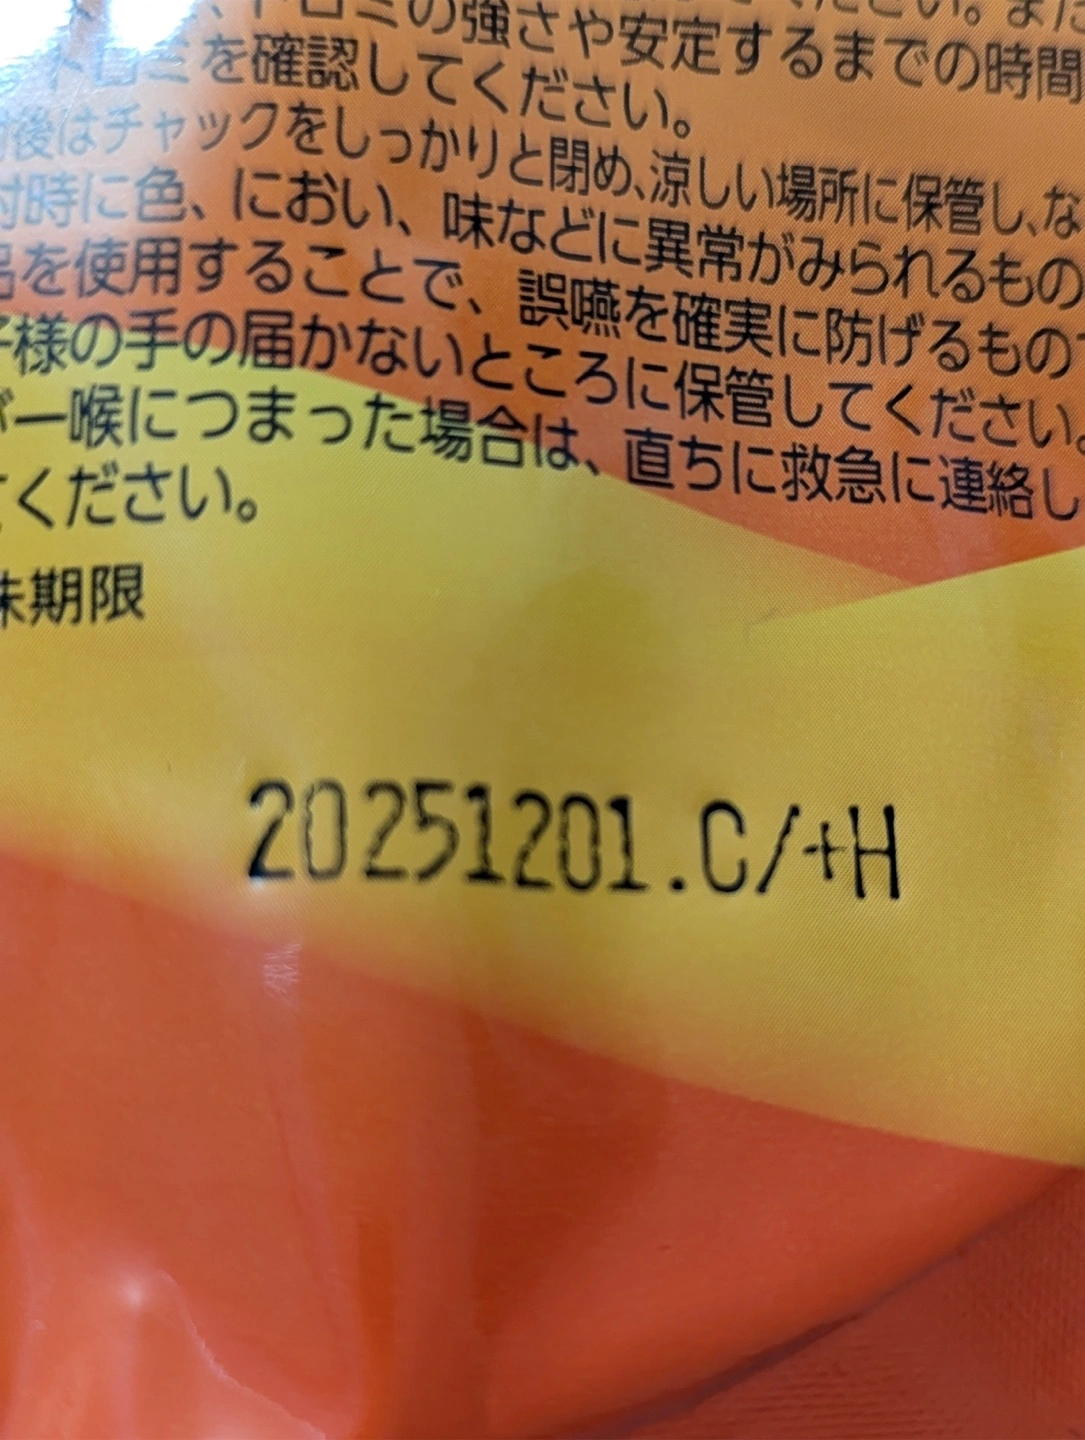 トロミの強さや安定するまでの時間
トロミを確認してください。
後はチャックをしっかりと閉め、涼しい場所に保管し、な
時に色、におい、味などに異常がみられるもの
を使用することで、誤嚥を確実に防げるもの
様の手の届かないところに保管してください。
が一喉につまった場合は、直ちに救急に連絡し
てください。
味期限
20251201.C/+H